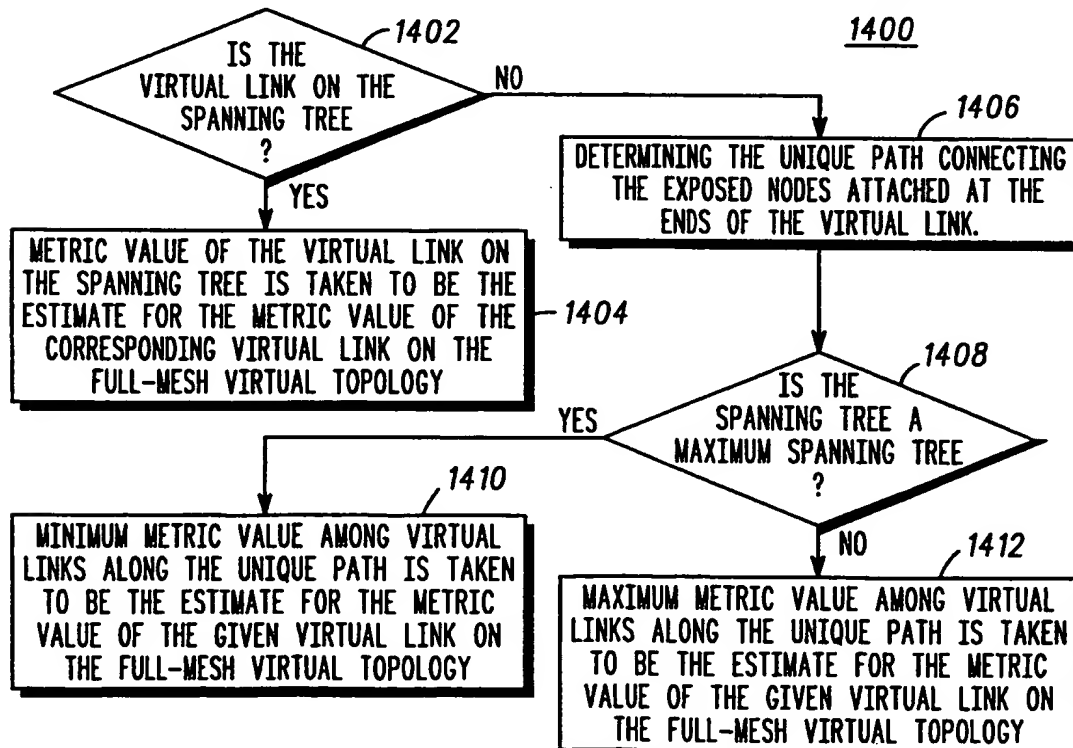 1400
1402
IS THE
VIRTUAL LINK ON THE
SPANNING TREE
?
NO
YES
METRIC VALUE OF THE VIRTUAL LINK ON
THE SPANNING TREE IS TAKEN TO BE THE
ESTIMATE FOR THE METRIC VALUE OF THE
CORRESPONDING VIRTUAL LINK ON THE
FULL-MESH VIRTUAL TOPOLOGY
1404
1406
DETERMINING THE UNIQUE PATH CONNECTING
THE EXPOSED NODES ATTACHED AT THE
ENDS OF THE VIRTUAL LINK.
1408
IS THE
SPANNING TREE A
MAXIMUM SPANNING TREE
?
YES
NO
1410
MINIMUM METRIC VALUE AMONG VIRTUAL
LINKS ALONG THE UNIQUE PATH IS TAKEN
TO BE THE ESTIMATE FOR THE METRIC
VALUE OF THE GIVEN VIRTUAL LINK ON
THE FULL-MESH VIRTUAL TOPOLOGY
1412
MAXIMUM METRIC VALUE AMONG VIRTUAL
LINKS ALONG THE UNIQUE PATH IS TAKEN
TO BE THE ESTIMATE FOR THE METRIC
VALUE OF THE GIVEN VIRTUAL LINK ON
THE FULL-MESH VIRTUAL TOPOLOGY